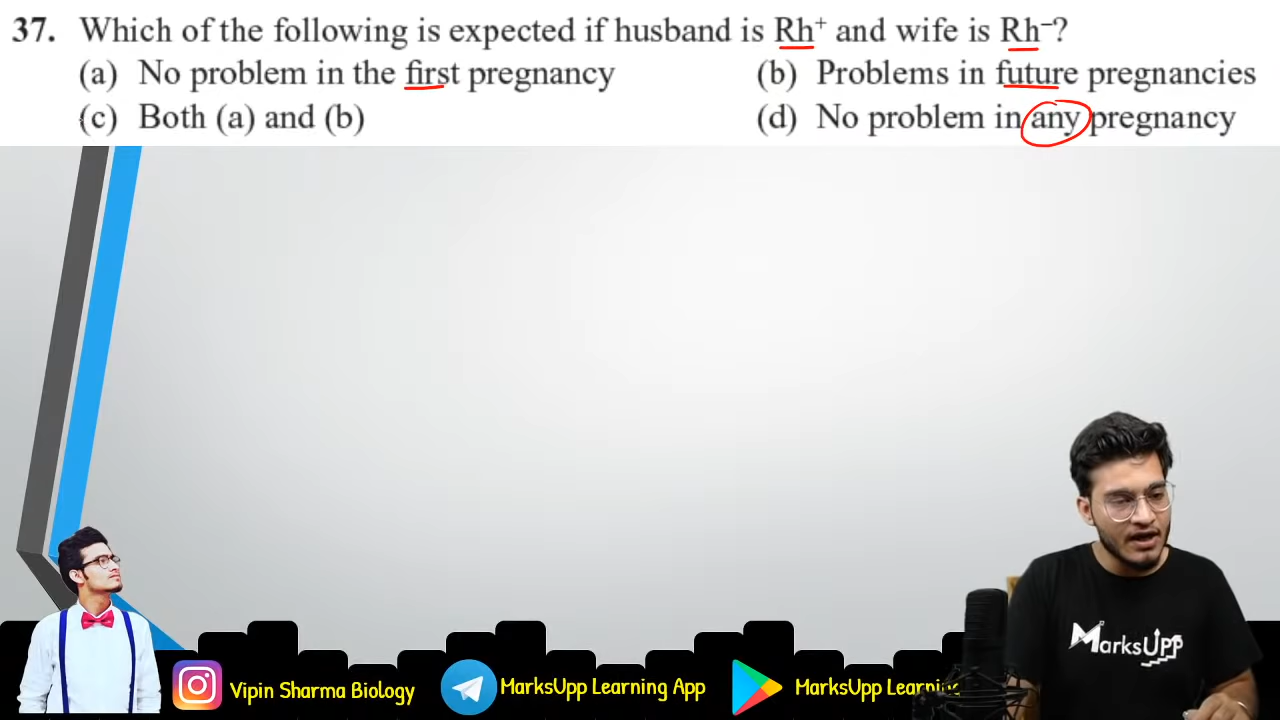 37. Which of the following is expected if husband is Rh⁺ and wife is Rh⁻?
(a) No problem in the first pregnancy (b) Problems in future pregnancies
(c) Both (a) and (b) (d) No problem in any pregnancy
MarksUpp
Vipin Sharma Biology MarksUpp Learning App MarksUpp Learning